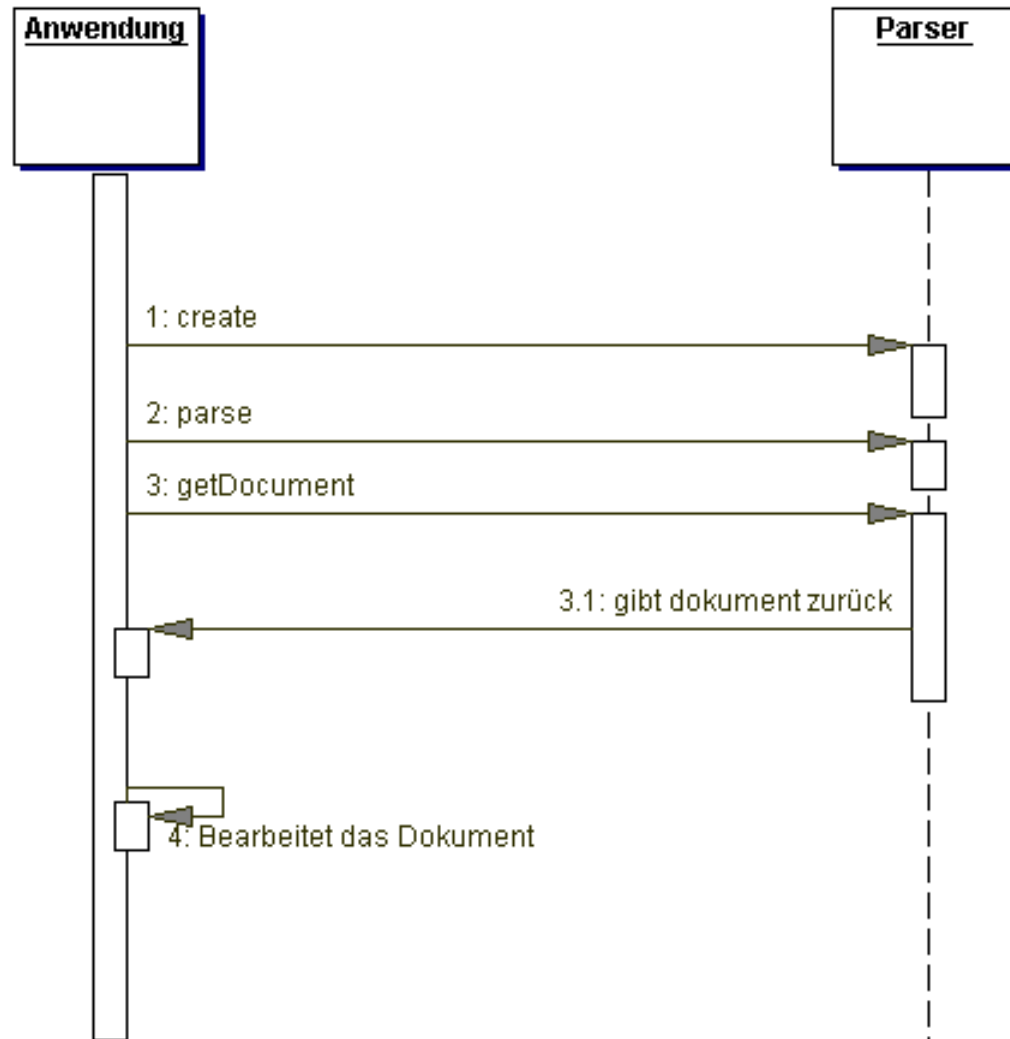 Anwendung
Parser
1: create
2: parse
3: getDocument
3.1: gibt dokument zurück
4: Bearbeitet das Dokument